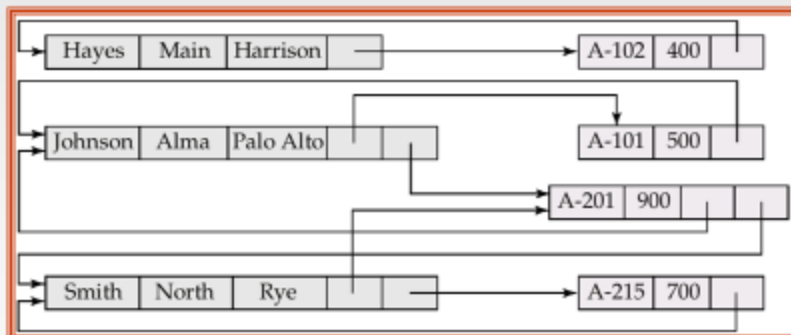 Hayes Main Harrison A-102 400
Johnson Alma Palo Alto A-101 500
A-201 900
Smith North Rye A-215 700